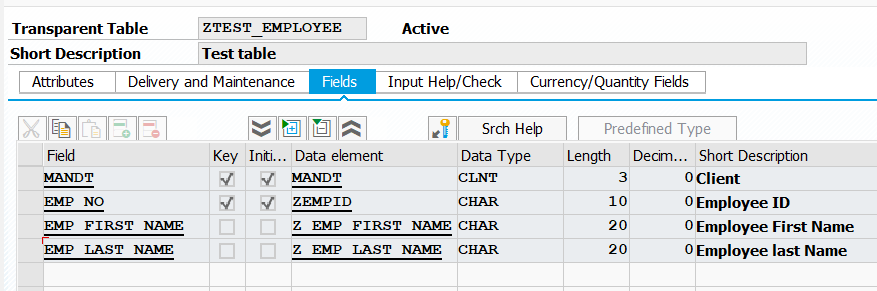 Transparent Table ZTEST_EMPLOYEE Active
Short Description Test table
Attributes Delivery and Maintenance Fields Input Help/Check Currency/Quantity Fields
Srch Help Predefined Type
Field Key Initi... Data element Data Type Length Decim... Short Description
MANDT MANDT CLNT 3 0 Client
EMP_NO ZEMPID CHAR 10 0 Employee ID
EMP_FIRST_NAME Z_EMP_FIRST_NAME CHAR 20 0 Employee First Name
EMP_LAST_NAME Z_EMP_LAST_NAME CHAR 20 0 Employee last Name